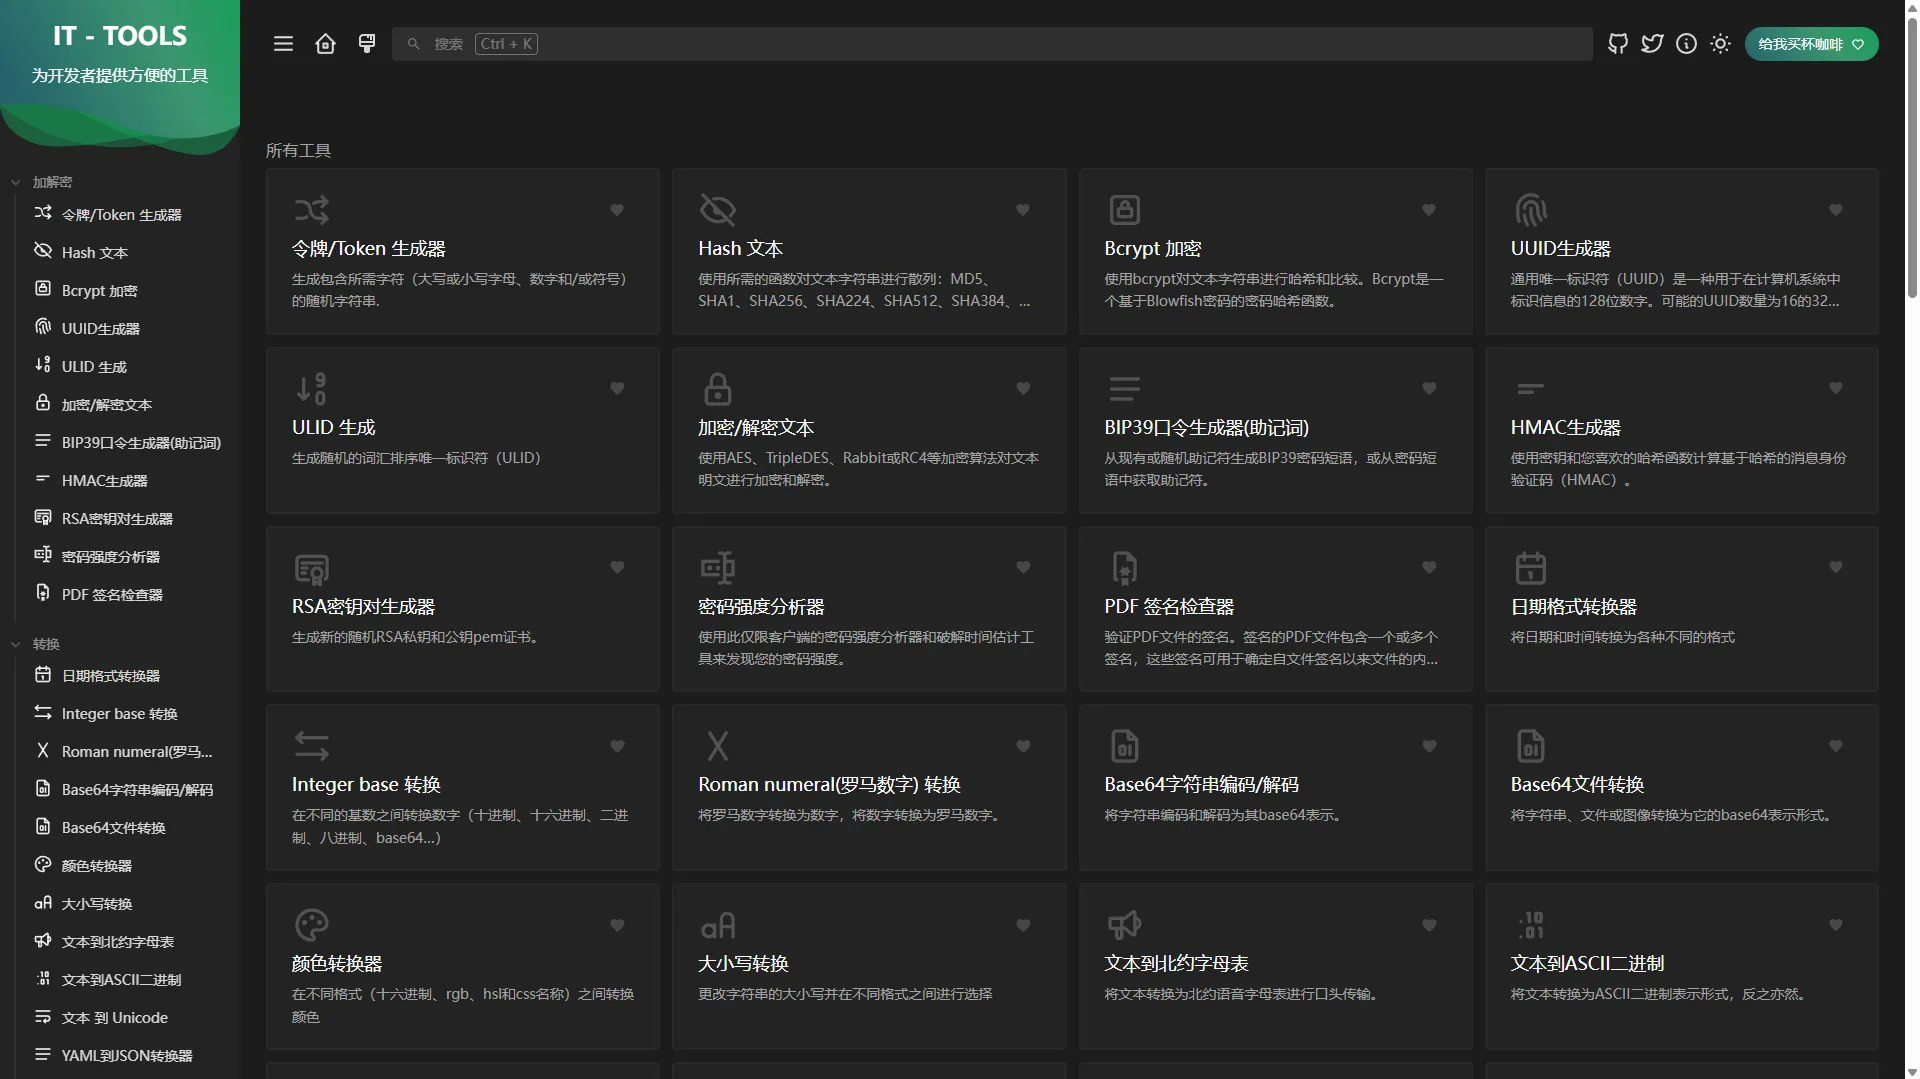 IT - TOOLS
为开发者提供方便的工具
加解密
令牌/Token 生成器
Hash 文本
Bcrypt 加密
UUID生成器
ULID 生成
加密/解密文本
BIP39口令生成器(助记词)
HMAC生成器
RSA密钥对生成器
密码强度分析器
PDF 签名检查器
转换
日期格式转换器
Integer base 转换
Roman numeral(罗马...
Base64字符串编码/解码
Base64文件转换
颜色转换器
大小写转换
文本到北约字母表
文本到ASCII二进制
文本 到 Unicode
YAML到JSON转换器
搜索 Ctrl + K
给我买杯咖啡
所有工具
令牌/Token 生成器
生成包含所需字符（大写或小写字母、数字和/或符号）
的随机字符串.
Hash 文本
使用所需的函数对文本字符串进行散列：MD5、
SHA1、SHA256、SHA224、SHA512、SHA384、...
Bcrypt 加密
使用bcrypt对文本字符串进行哈希和比较。Bcrypt是一
个基于Blowfish密码的密码哈希函数。
UUID生成器
通用唯一标识符（UUID）是一种用于在计算机系统中
标识信息的128位数字。可能的UUID数量为16的32...
ULID 生成
生成随机的词汇排序唯一标识符（ULID）
加密/解密文本
使用AES、TripleDES、Rabbit或RC4等加密算法对文本
明文进行加密和解密。
BIP39口令生成器(助记词)
从现有或随机助记符生成BIP39密码短语，或从密码短
语中获取助记符。
HMAC生成器
使用密钥和您喜欢的哈希函数计算基于哈希的消息身份
验证码（HMAC）。
RSA密钥对生成器
生成新的随机RSA私钥和公钥pem证书。
密码强度分析器
使用此仅限客户端的密码强度分析器和破解时间估计工
具来发现您的密码强度。
PDF 签名检查器
验证PDF文件的签名。签名的PDF文件包含一个或多个
签名，这些签名可用于确定自文件签名以来文件的内...
日期格式转换器
将日期和时间转换为各种不同的格式
Integer base 转换
在不同的基数之间转换数字（十进制、十六进制、二进
制、八进制、base64...）
Roman numeral(罗马数字) 转换
将罗马数字转换为数字，将数字转换为罗马数字。
Base64字符串编码/解码
将字符串编码和解码为其base64表示。
Base64文件转换
将字符串、文件或图像转换为它的base64表示形式。
颜色转换器
在不同格式（十六进制、rgb、hsl和css名称）之间转换
颜色
大小写转换
更改字符串的大小写并在不同格式之间进行选择
文本到北约字母表
将文本转换为北约语音字母表进行口头传输。
文本到ASCII二进制
将文本转换为ASCII二进制表示形式，反之亦然。